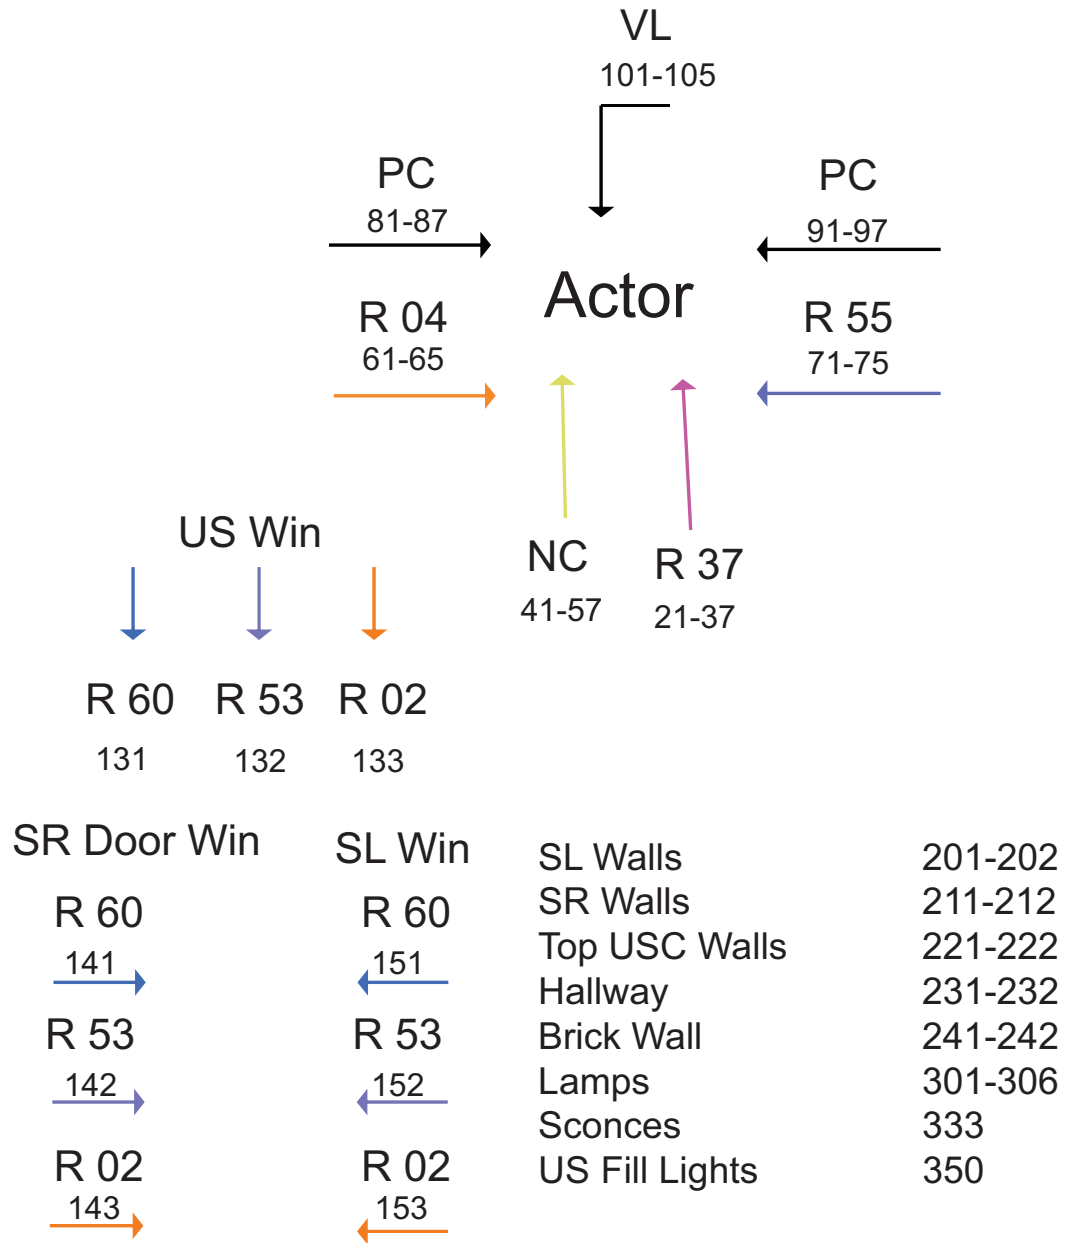 VL
101-105
PC
81-87
PC
91-97
Actor
R 04
61-65
R 55
71-75
NC
41-57
R 37
21-37
US Win
R 60
131
R 53
132
R 02
133
SR Door Win
R 60
141
R 53
142
R 02
143
SL Win
R 60
151
R 53
152
R 02
153
SL Walls 201-202
SR Walls 211-212
Top USC Walls 221-222
Hallway 231-232
Brick Wall 241-242
Lamps 301-306
Sconces 333
US Fill Lights 350